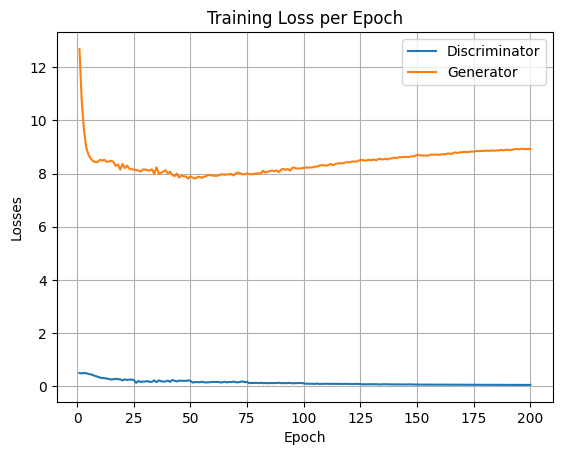 Training Loss per Epoch
Discriminator
Generator
Losses
12
10
8
6
4
2
0
0 25 50 75 100 125 150 175 200
Epoch